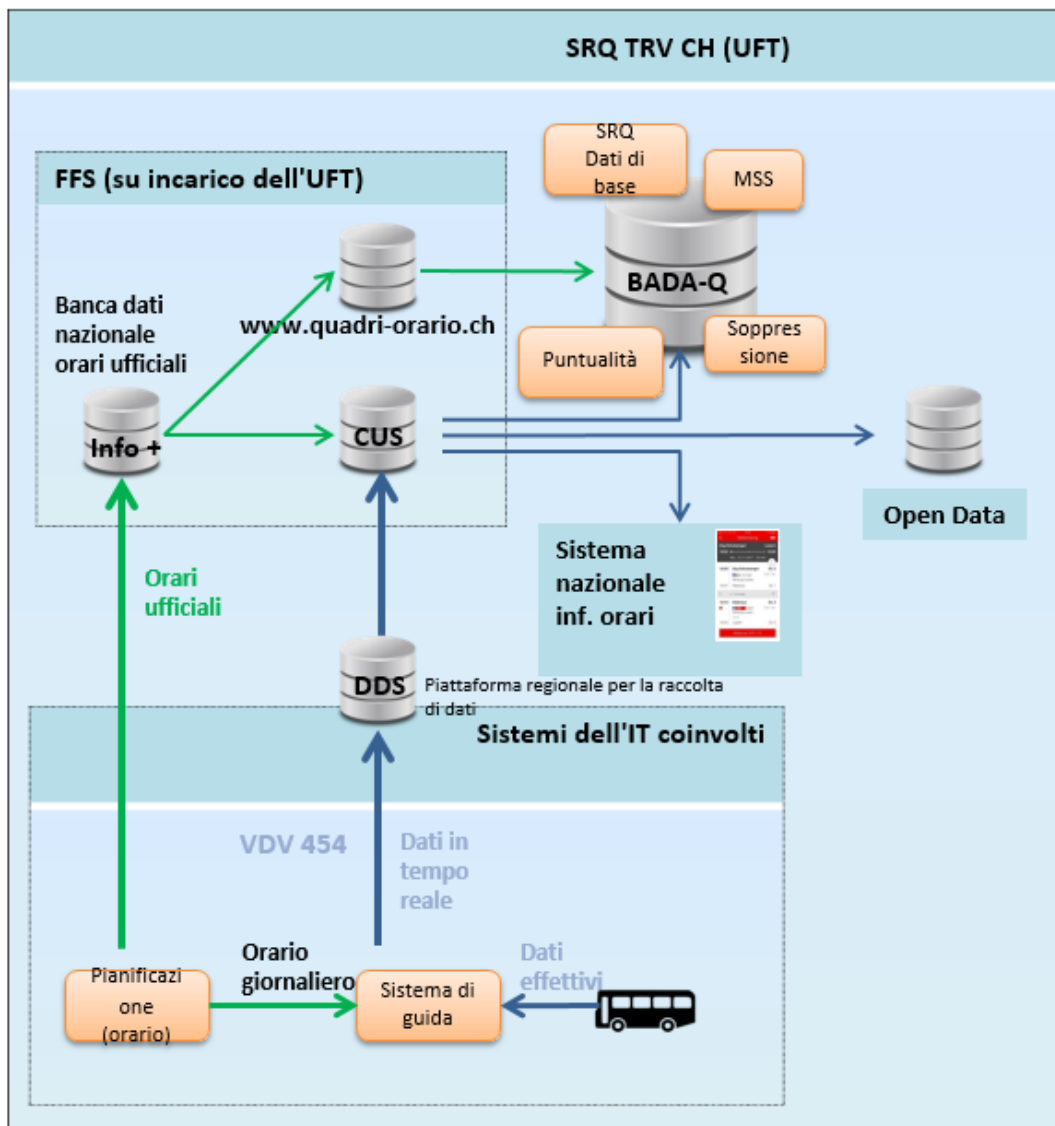 SRQ TRV CH (UFT)
SRQ
Dati di
base
MSS
FFS (su incarico dell'UFT)
BADA-Q
Banca dati
nazionale
orari ufficiali
www.quadri-orario.ch
Puntualità
Soppre
ssione
Info +
CUS
Open Data
Sistema
nazionale
inf. orari
Orari
ufficiali
DDS
Piattaforma regionale per la raccolta
di dati
Sistemi dell'IT coinvolti
VDV 454
Dati in
tempo
reale
Orario
giornaliero
Dati
effettivi
Pianificazi
one
(orario)
Sistema di
guida